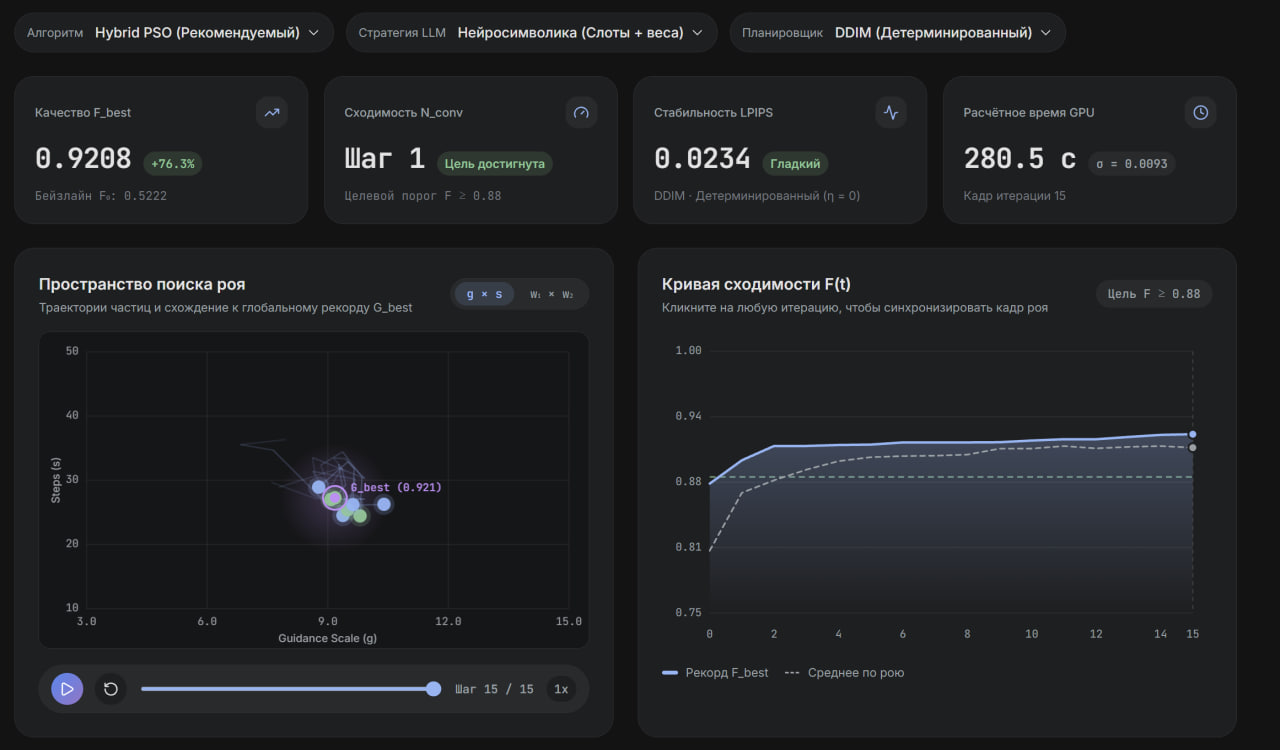 Алгоритм Hybrid PSO (Рекомендуемый)
Стратегия LLM Нейросимволика (Слоты + веса)
Планировщик DDIM (Детерминированный)
Качество F_best
0.9208 +76.3%
Бейзлайн F₀: 0.5222
Сходимость N_conv
Шаг 1 Цель достигнута
Целевой порог F ≥ 0.88
Стабильность LPIPS
0.0234 Гладкий
DDIM · Детерминированный (η = 0)
Расчётное время GPU
280.5 с σ = 0.0093
Кадр итерации 15
Пространство поиска роя
Траектории частиц и схождение к глобальному рекорду G_best
g × s W₁ × W₂
50
40
30
20
10
Steps (s)
G_best (0.921)
3.0 6.0 9.0 12.0 15.0
Guidance Scale (g)
Шаг 15 / 15 1x
Кривая сходимости F(t)
Кликните на любую итерацию, чтобы синхронизировать кадр роя
Цель F ≥ 0.88
1.00
0.94
0.88
0.81
0.75
0 2 4 6 8 10 12 14 15
Рекорд F_best Среднее по рою